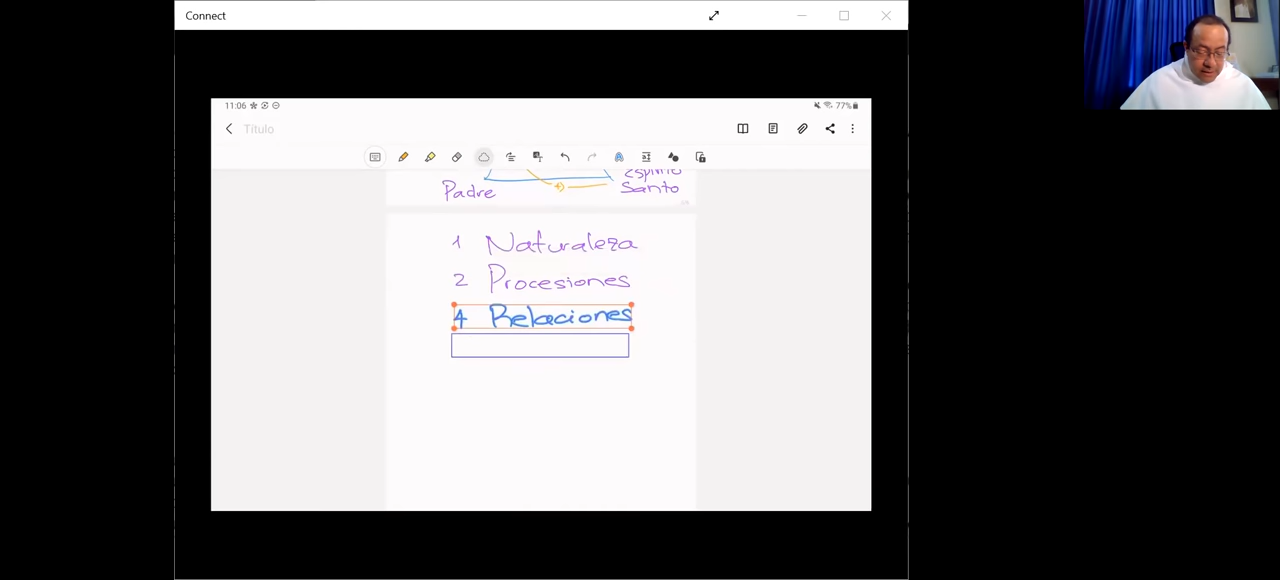 Connect
11:06
77%
Título
Espíritu
Padre
Santo
1 Naturaleza
2 Procesiones
4 Relaciones